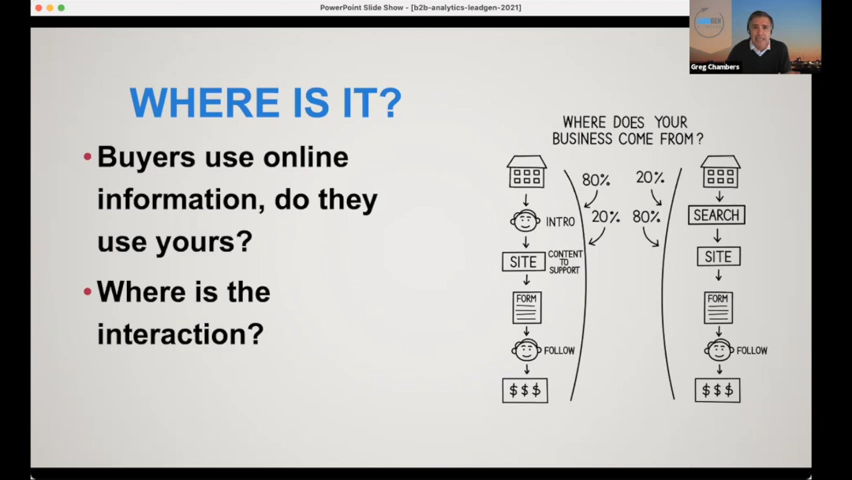 PowerPoint Slide Show - [b2b-analytics-leadgen-2021]
Greg Chambers
WHERE IS IT?
•Buyers use online
information, do they
use yours?
•Where is the
interaction?
WHERE DOES YOUR
BUSINESS COME FROM?
80%
20%
INTRO
20%
80%
SEARCH
SITE
CONTENT
TO
SUPPORT
SITE
FORM
FORM
FOLLOW
FOLLOW
$$$
$$$